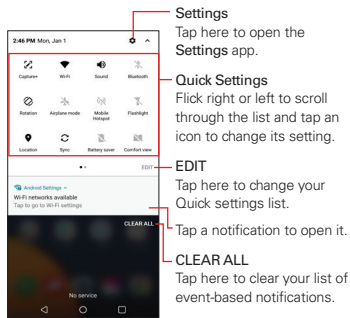 2:46 PM Mon, Jan 1
Capture+
Wi-Fi
Sound
Bluetooth
Rotation
Airplane mode
Mobile
Hotspot
Flashlight
Location
Sync
Battery saver
Comfort view
EDIT
Android Settings
Wi-Fi networks available
Tap to go to Wi-Fi settings
CLEAR ALL
No service
Settings
Tap here to open the
Settings app.
Quick Settings
Flick right or left to scroll
through the list and tap an
icon to change its setting.
EDIT
Tap here to change your
Quick settings list.
Tap a notification to open it.
CLEAR ALL
Tap here to clear your list of
event-based notifications.